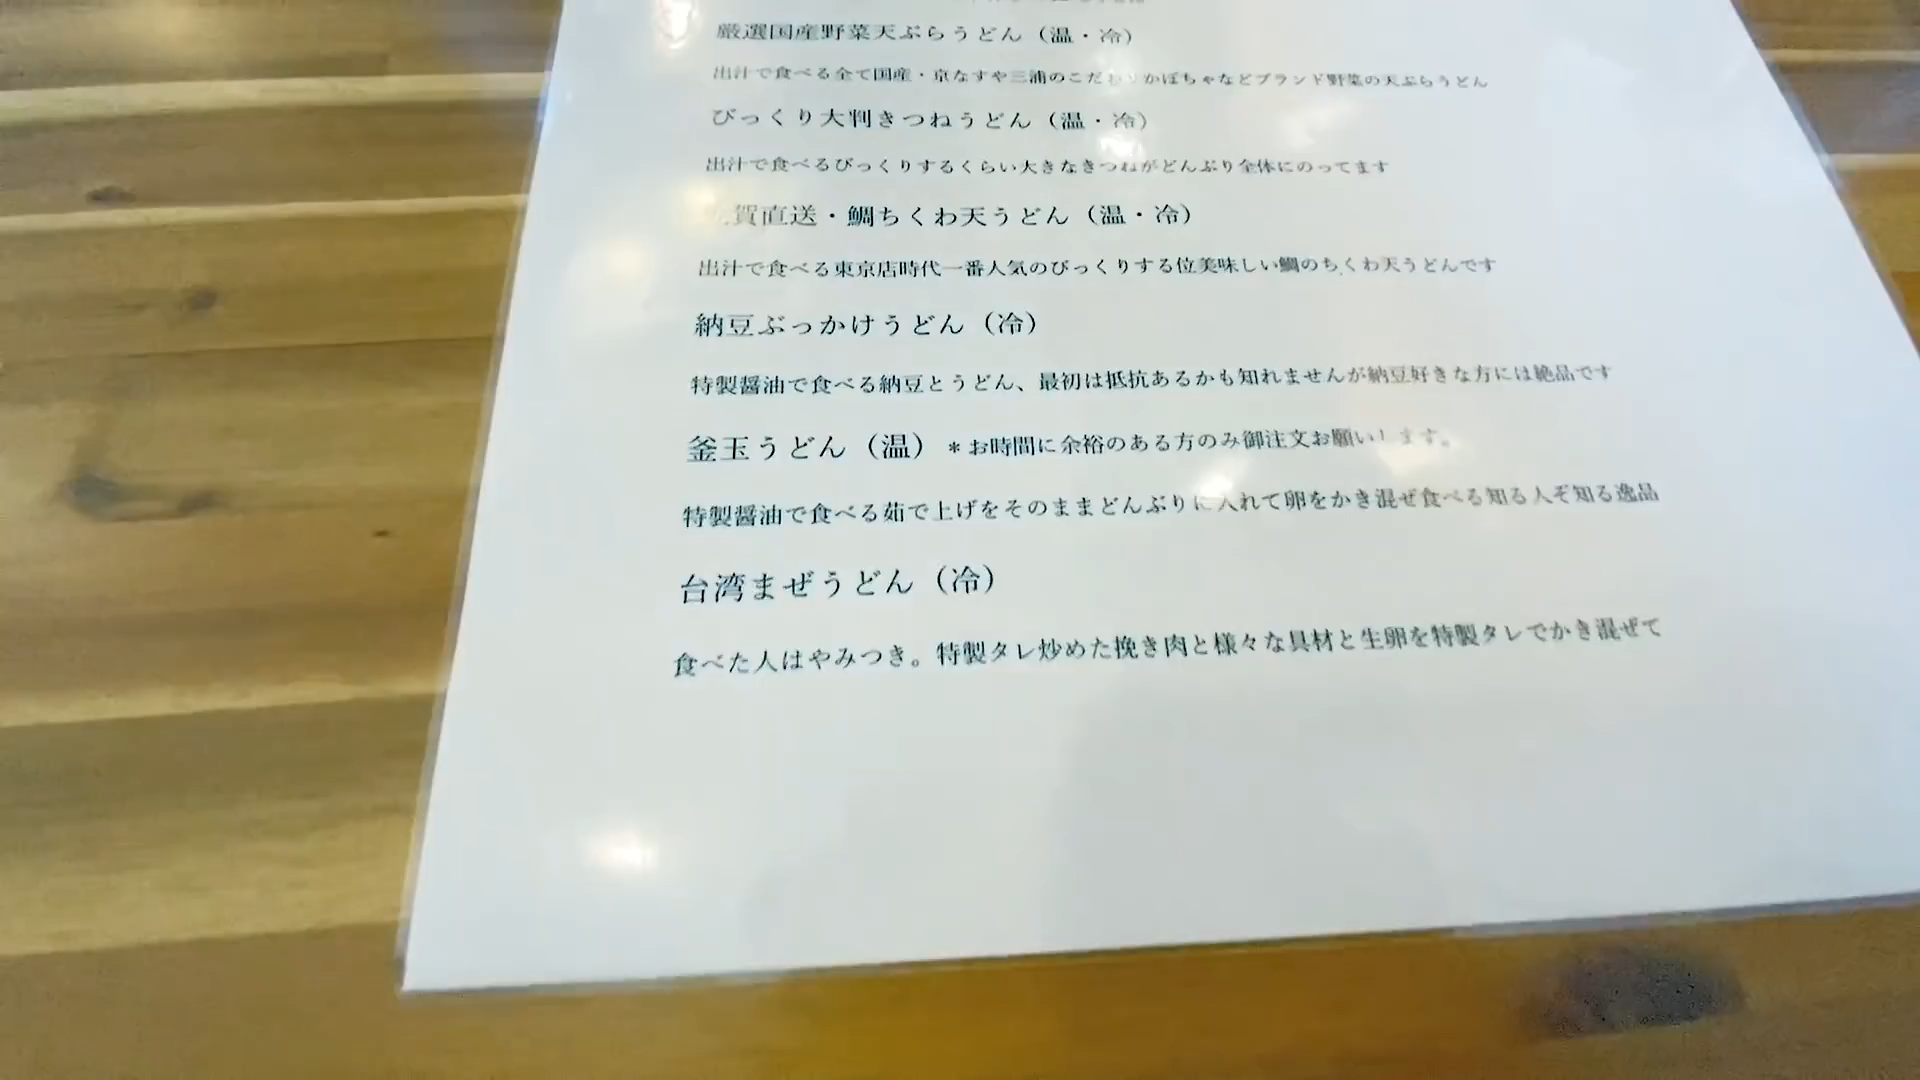 厳選国産野菜天ぷらうどん（温・冷）
出汁で食べる全て国産・京なすや三浦のこだわりかぼちゃなどブランド野菜の天ぷらうどん
びっくり大判きつねうどん（温・冷）
出汁で食べるびっくりするくらい大きなきつねがどんぶり全体にのってます
賀直送・鯛ちくわ天うどん（温・冷）
出汁で食べる東京店時代一番人気のびっくりする位美味しい鯛のちくわ天うどんです
納豆ぶっかけうどん（冷）
特製醤油で食べる納豆とうどん、最初は抵抗あるかも知れませんが納豆好きな方には絶品です
釜玉うどん（温）＊お時間に余裕のある方のみ御注文お願いします。
特製醤油で食べる茹で上げをそのままどんぶりに入れて卵をかき混ぜ食べる知る人ぞ知る逸品
台湾まぜうどん（冷）
食べた人はやみつき。特製タレ炒めた挽き肉と様々な具材と生卵を特製タレでかき混ぜて